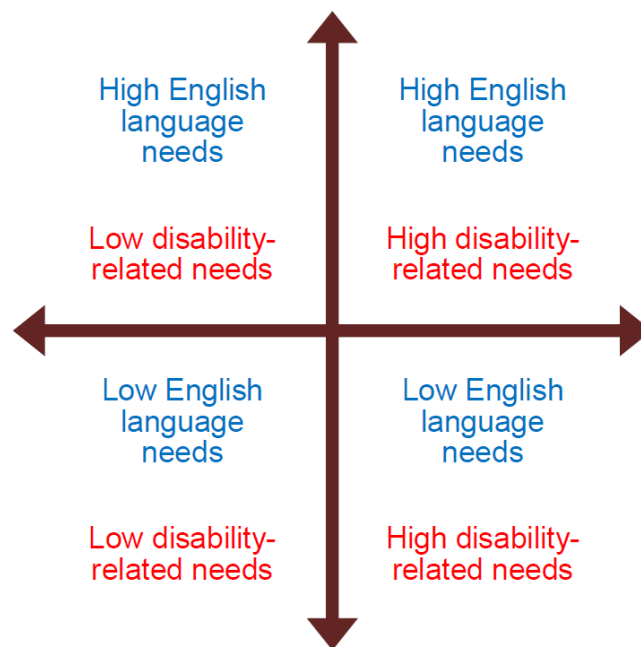 High English
language
needs
Low disability-
related needs
High English
language
needs
High disability-
related needs
Low English
language
needs
Low disability-
related needs
Low English
language
needs
High disability-
related needs